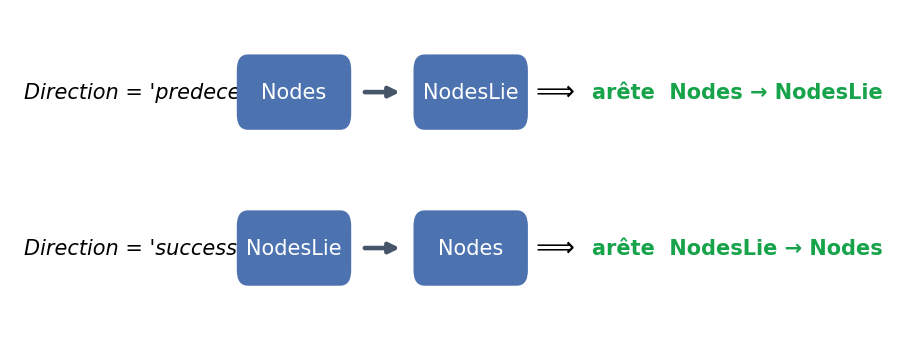 Direction = 'predece Nodes NodesLie ⟹ arête Nodes → NodesLie
Direction = 'success NodesLie Nodes ⟹ arête NodesLie → Nodes